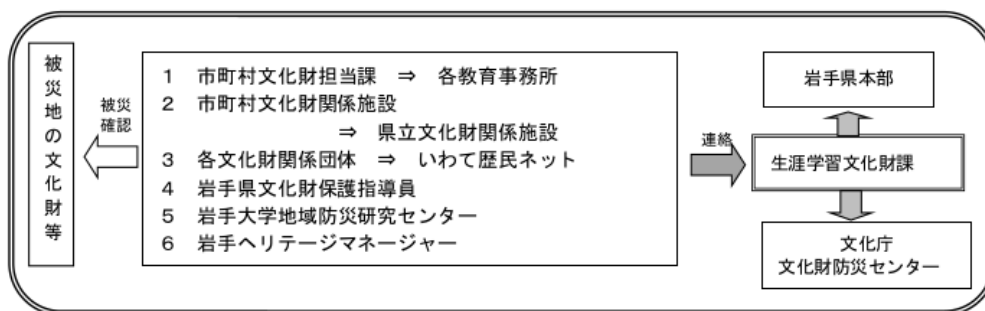 被災地の文化財等
被災
確認
1 市町村文化財担当課 ⇒ 各教育事務所
2 市町村文化財関係施設
⇒ 県立文化財関係施設
3 各文化財関係団体 ⇒ いわて歴民ネット
4 岩手県文化財保護指導員
5 岩手大学地域防災研究センター
6 岩手ヘリテージマネージャー
連絡
岩手県本部
生涯学習文化財課
文化庁
文化財防災センター